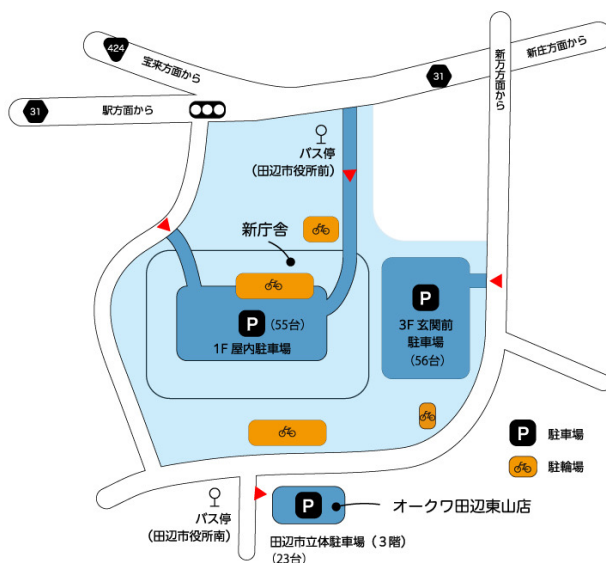 424
宝来方面から
31
新庄方面から
新万方面から
31
駅方面から
バス停
(田辺市役所前)
新庁舎
P
(55台)
1F 屋内駐車場
P
3F 玄関前
駐車場
(56台)
P
駐車場
駐輪場
バス停
(田辺市役所南)
P
オークワ田辺東山店
田辺市立体駐車場(3階)
(23台)